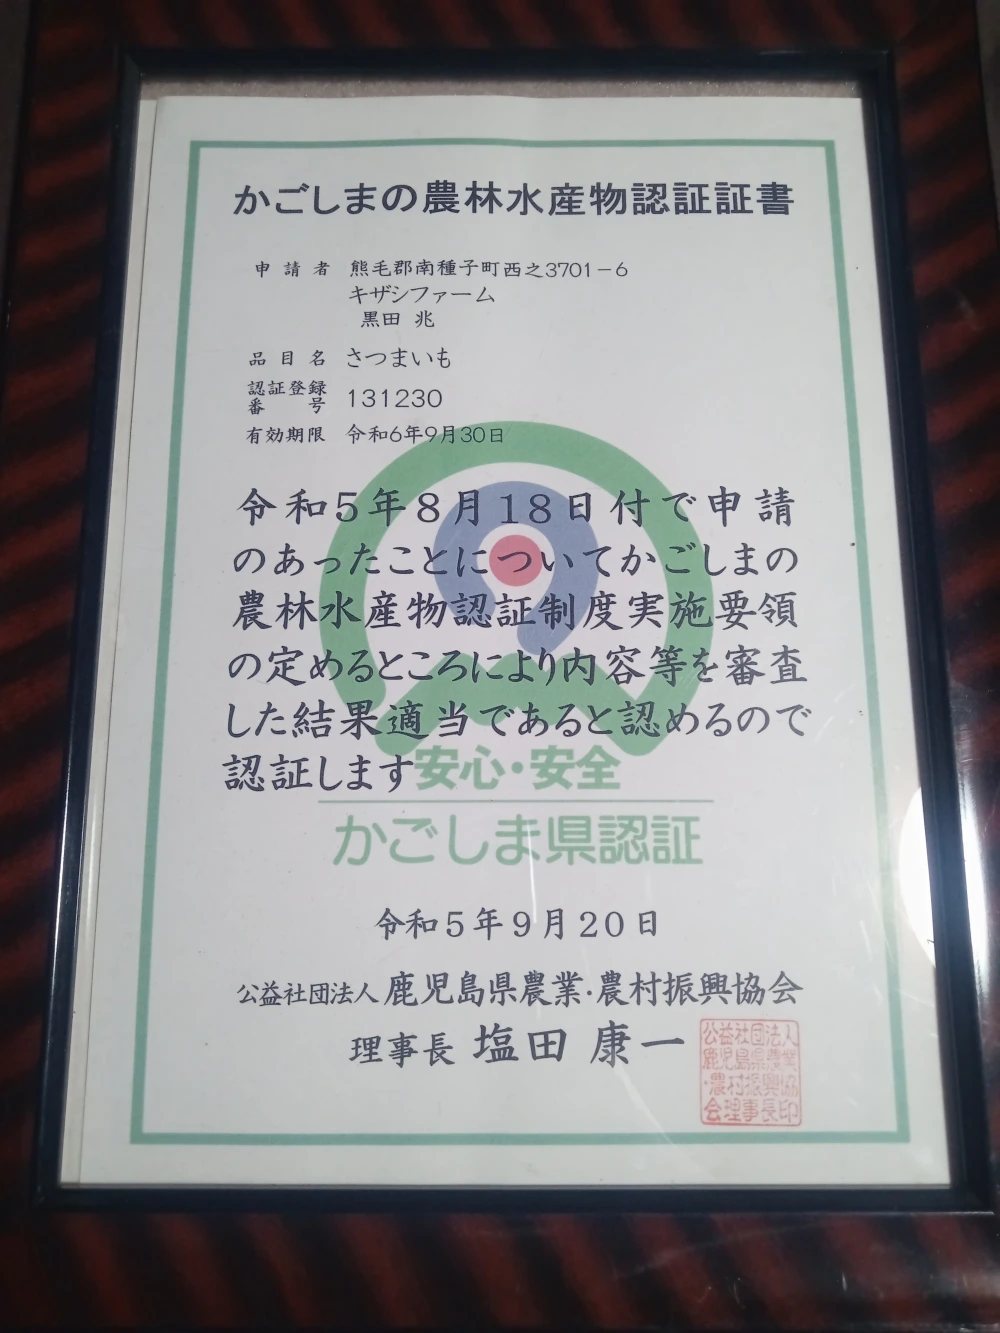 かごしまの農林水産物認証証書
申請者 熊毛郡南種子町西之3701-6
キザシファーム
黒田 兆
品目名 さつまいも
認証登録
番号 131230
有効期限 令和6年9月30日
令和5年8月18日付で申請
のあったことについてかごしまの
農林水産物認証制度実施要領
の定めるところにより内容等を審査
した結果適当であると認めるので
認証します
安心・安全
かごしま県認証
令和5年9月20日
公益社団法人 鹿児島県農業・農村振興協会
理事長 塩田 康一
公益社団法人
鹿児島県農業
・農村振興協
会理事長印